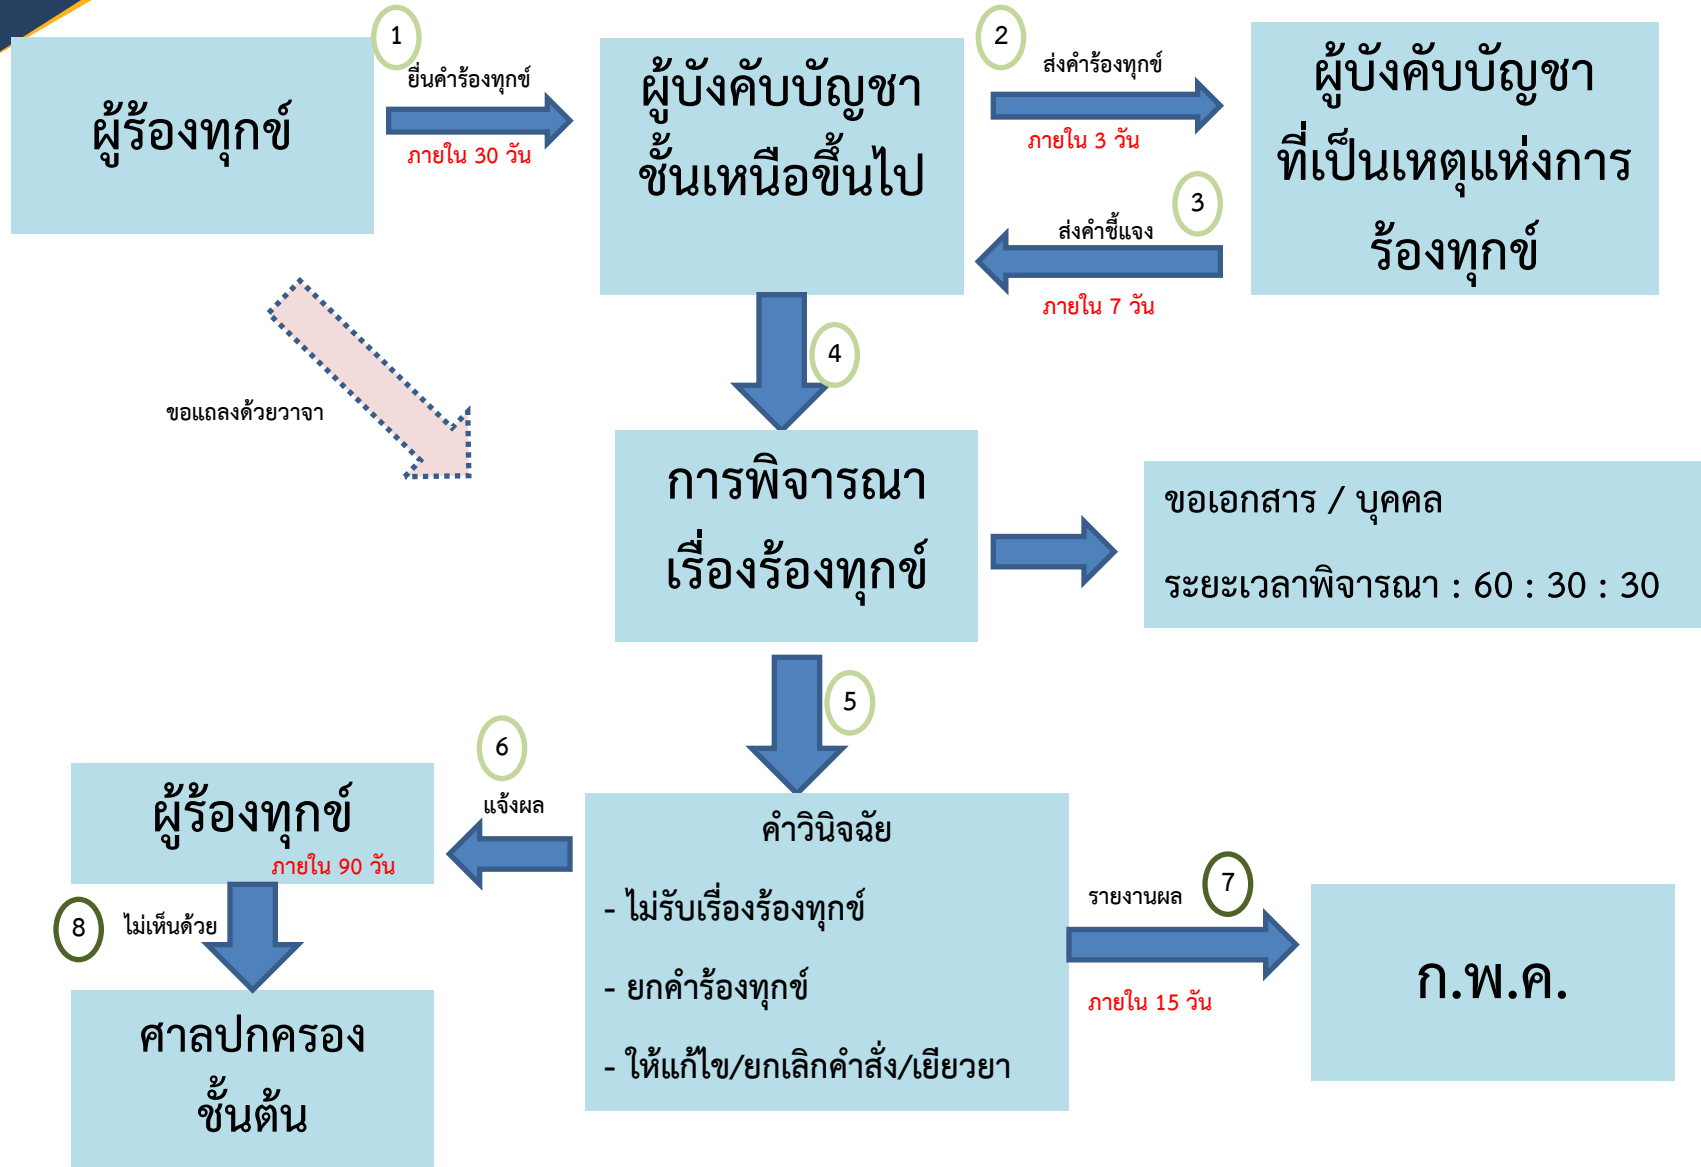 ผู้ร้องทุกข์
1
ยื่นคำร้องทุกข์
ภายใน 30 วัน
ผู้บังคับบัญชา
ชั้นเหนือขึ้นไป
2
ส่งคำร้องทุกข์
ภายใน 3 วัน
ผู้บังคับบัญชา
ที่เป็นเหตุแห่งการ
ร้องทุกข์
3
ส่งคำชี้แจง
ภายใน 7 วัน
4
ขอแถลงด้วยวาจา
การพิจารณา
เรื่องร้องทุกข์
ขอเอกสาร / บุคคล
ระยะเวลาพิจารณา : 60 : 30 : 30
5
คำวินิจฉัย
- ไม่รับเรื่องร้องทุกข์
- ยกคำร้องทุกข์
- ให้แก้ไข/ยกเลิกคำสั่ง/เยียวยา
6
แจ้งผล
ผู้ร้องทุกข์
ภายใน 90 วัน
7
รายงานผล
ภายใน 15 วัน
ก.พ.ค.
8
ไม่เห็นด้วย
ศาลปกครอง
ชั้นต้น